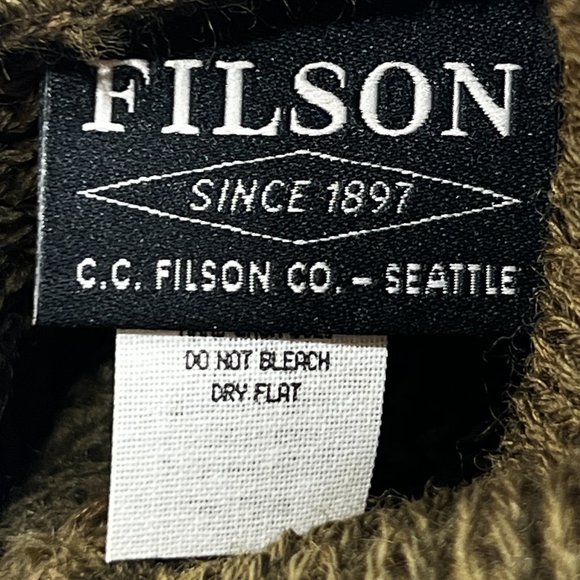 FILSON
SINCE 1897
C.C. FILSON CO. – SEATTLE
DO NOT BLEACH
DRY FLAT